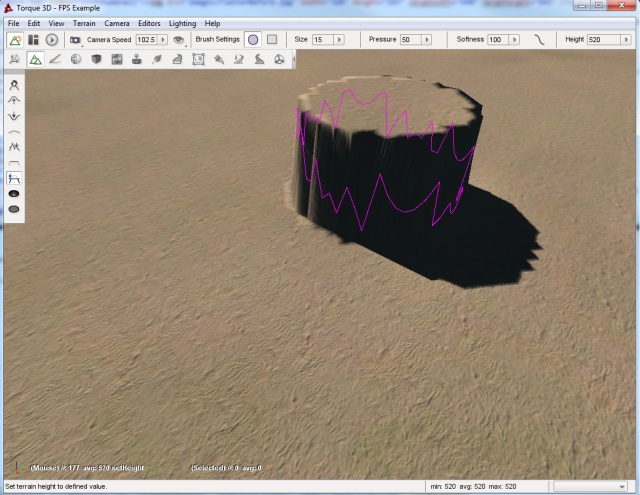 Torque 3D - FPS Example
File Edit View Terrain Camera Editors Lighting Help
Camera Speed 102.5 Brush Settings Size 15 Pressure 50 Softness 100 Height 520
(Mouse) #: 177 avg: 520 setHeight (Selected) #: 0 avg: 0
Set terrain height to defined value. min: 520 avg: 520 max: 520